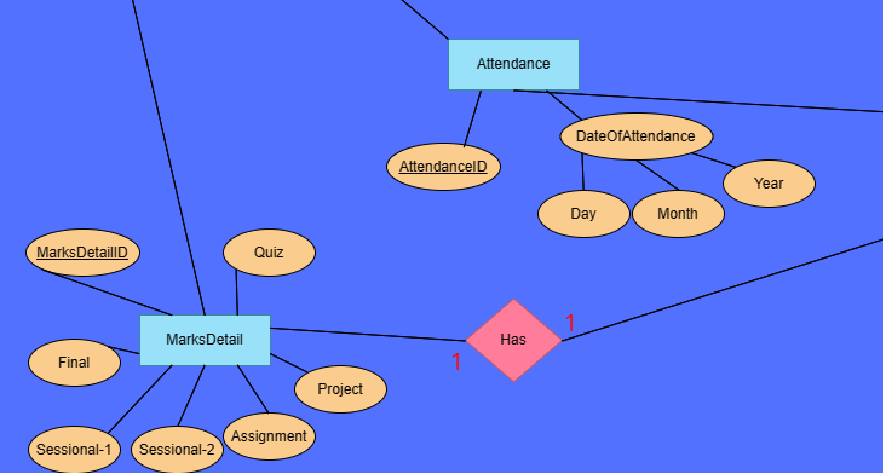 Attendance
DateOfAttendance
AttendanceID
Year
Day
Month
MarksDetailID
Quiz
1
MarksDetail
Has
1
Final
Project
Assignment
Sessional-1
Sessional-2